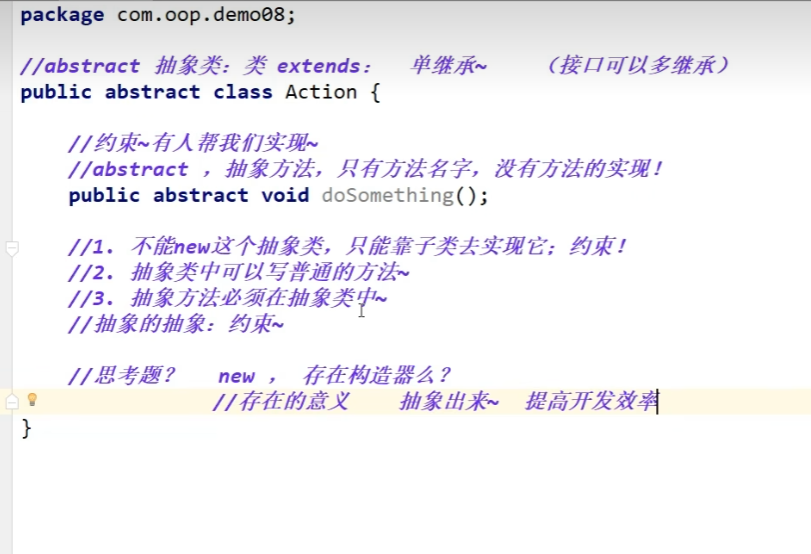 package com.oop.demo08;
//abstract 抽象类：类 extends：  单继承~  （接口可以多继承）
public abstract class Action {
//约束~有人帮我们实现~
//abstract ，抽象方法，只有方法名字，没有方法的实现！
public abstract void doSomething();
//1. 不能new这个抽象类，只能靠子类去实现它；约束！
//2. 抽象类中可以写普通的方法~
//3. 抽象方法必须在抽象类中~
//抽象的抽象：约束~
//思考题？  new ， 存在构造器么？
//存在的意义  抽象出来~  提高开发效率
}